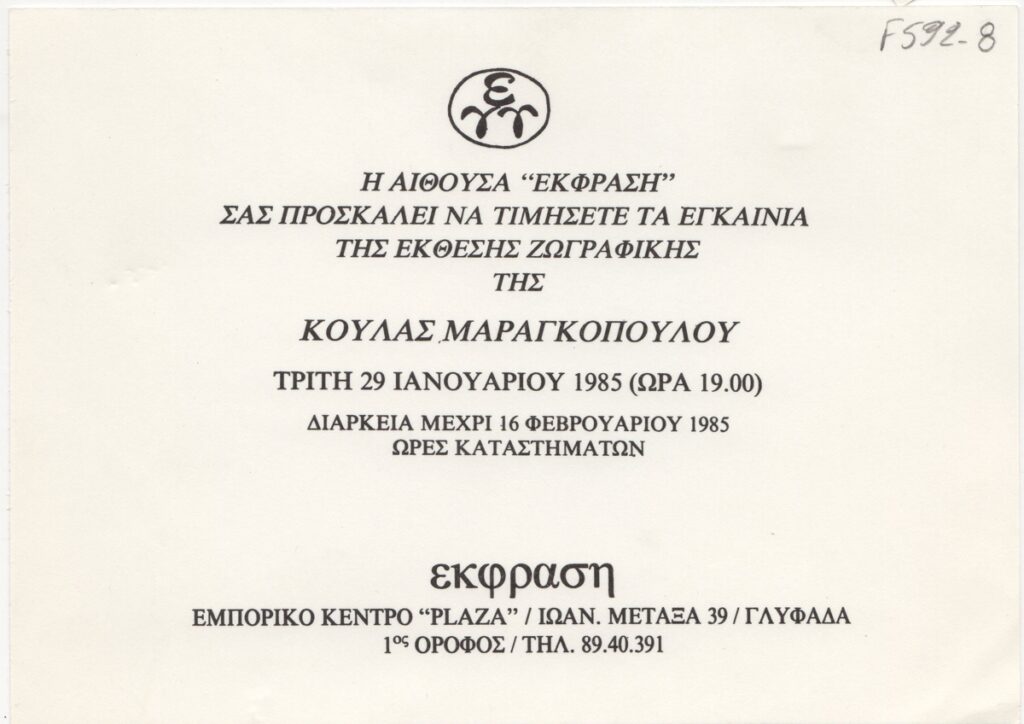 F592-8
ε
γγ
Η ΑΙΘΟΥΣΑ “ΕΚΦΡΑΣΗ”
ΣΑΣ ΠΡΟΣΚΑΛΕΙ ΝΑ ΤΙΜΗΣΕΤΕ ΤΑ ΕΓΚΑΙΝΙΑ
ΤΗΣ ΕΚΘΕΣΗΣ ΖΩΓΡΑΦΙΚΗΣ
ΤΗΣ
ΚΟΥΛΑΣ ΜΑΡΑΓΚΟΠΟΥΛΟΥ
ΤΡΙΤΗ 29 ΙΑΝΟΥΑΡΙΟΥ 1985 (ΩΡΑ 19.00)
ΔΙΑΡΚΕΙΑ ΜΕΧΡΙ 16 ΦΕΒΡΟΥΑΡΙΟΥ 1985
ΩΡΕΣ ΚΑΤΑΣΤΗΜΑΤΩΝ
εκφραση
ΕΜΠΟΡΙΚΟ ΚΕΝΤΡΟ “PLAZA” / ΙΩΑΝ. ΜΕΤΑΞΑ 39 / ΓΛΥΦΑΔΑ
1ος ΟΡΟΦΟΣ / ΤΗΛ. 89.40.391